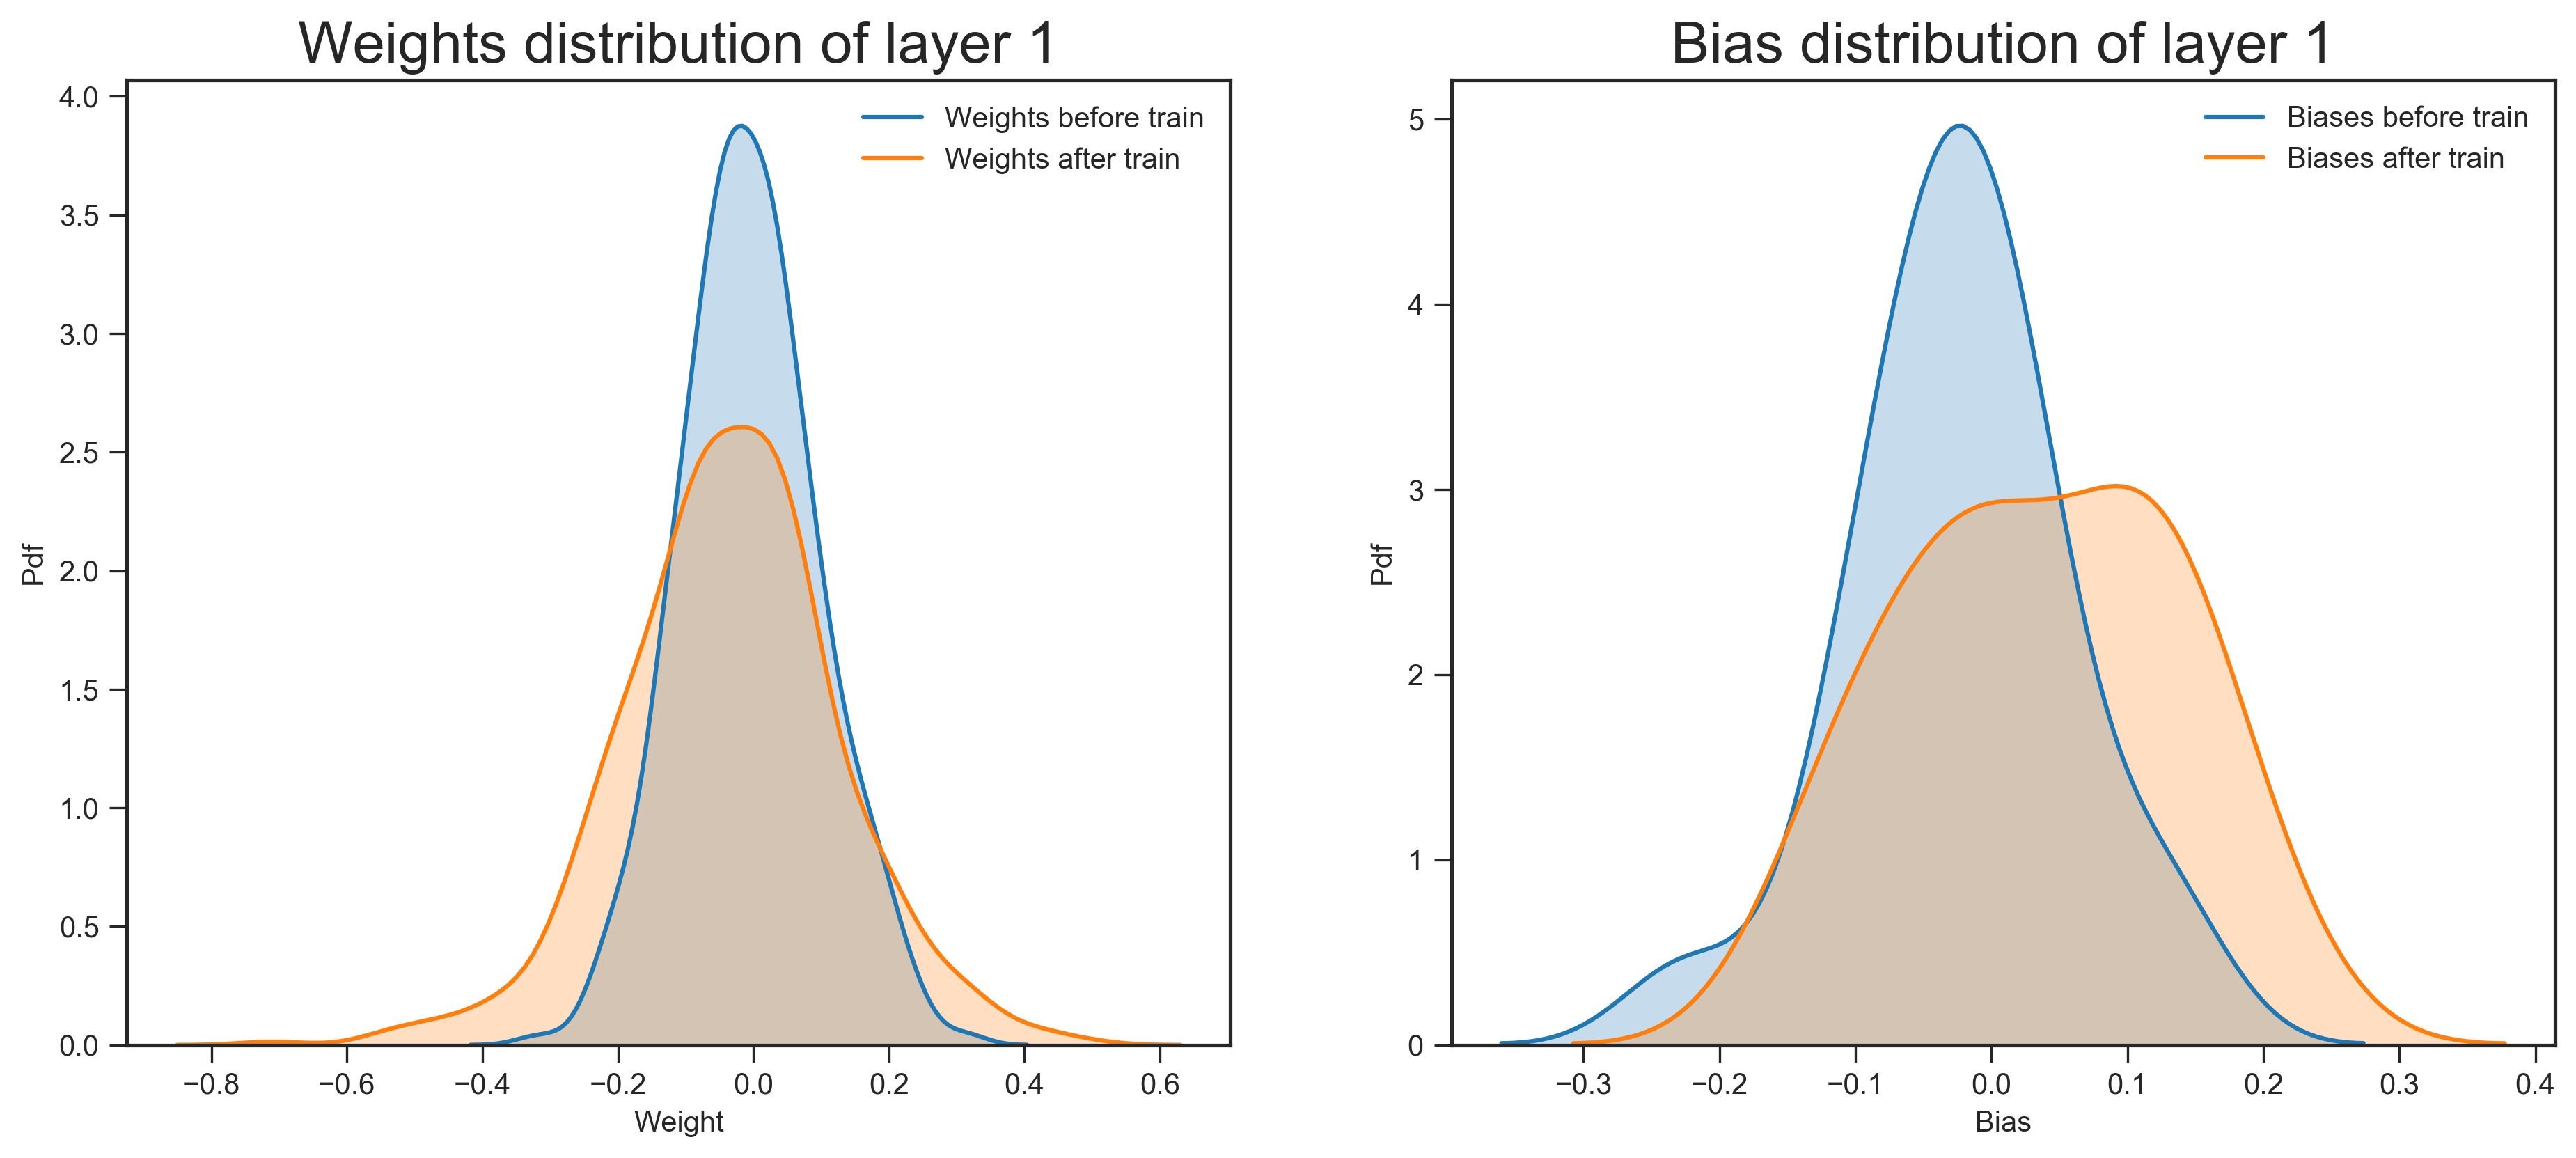 Weights distribution of layer 1
4.0
3.5
3.0
2.5
2.0
1.5
1.0
0.5
0.0
Pdf
Weights before train
Weights after train
−0.8 −0.6 −0.4 −0.2 0.0 0.2 0.4 0.6
Weight
Bias distribution of layer 1
5
4
3
2
1
0
Pdf
Biases before train
Biases after train
−0.3 −0.2 −0.1 0.0 0.1 0.2 0.3 0.4
Bias